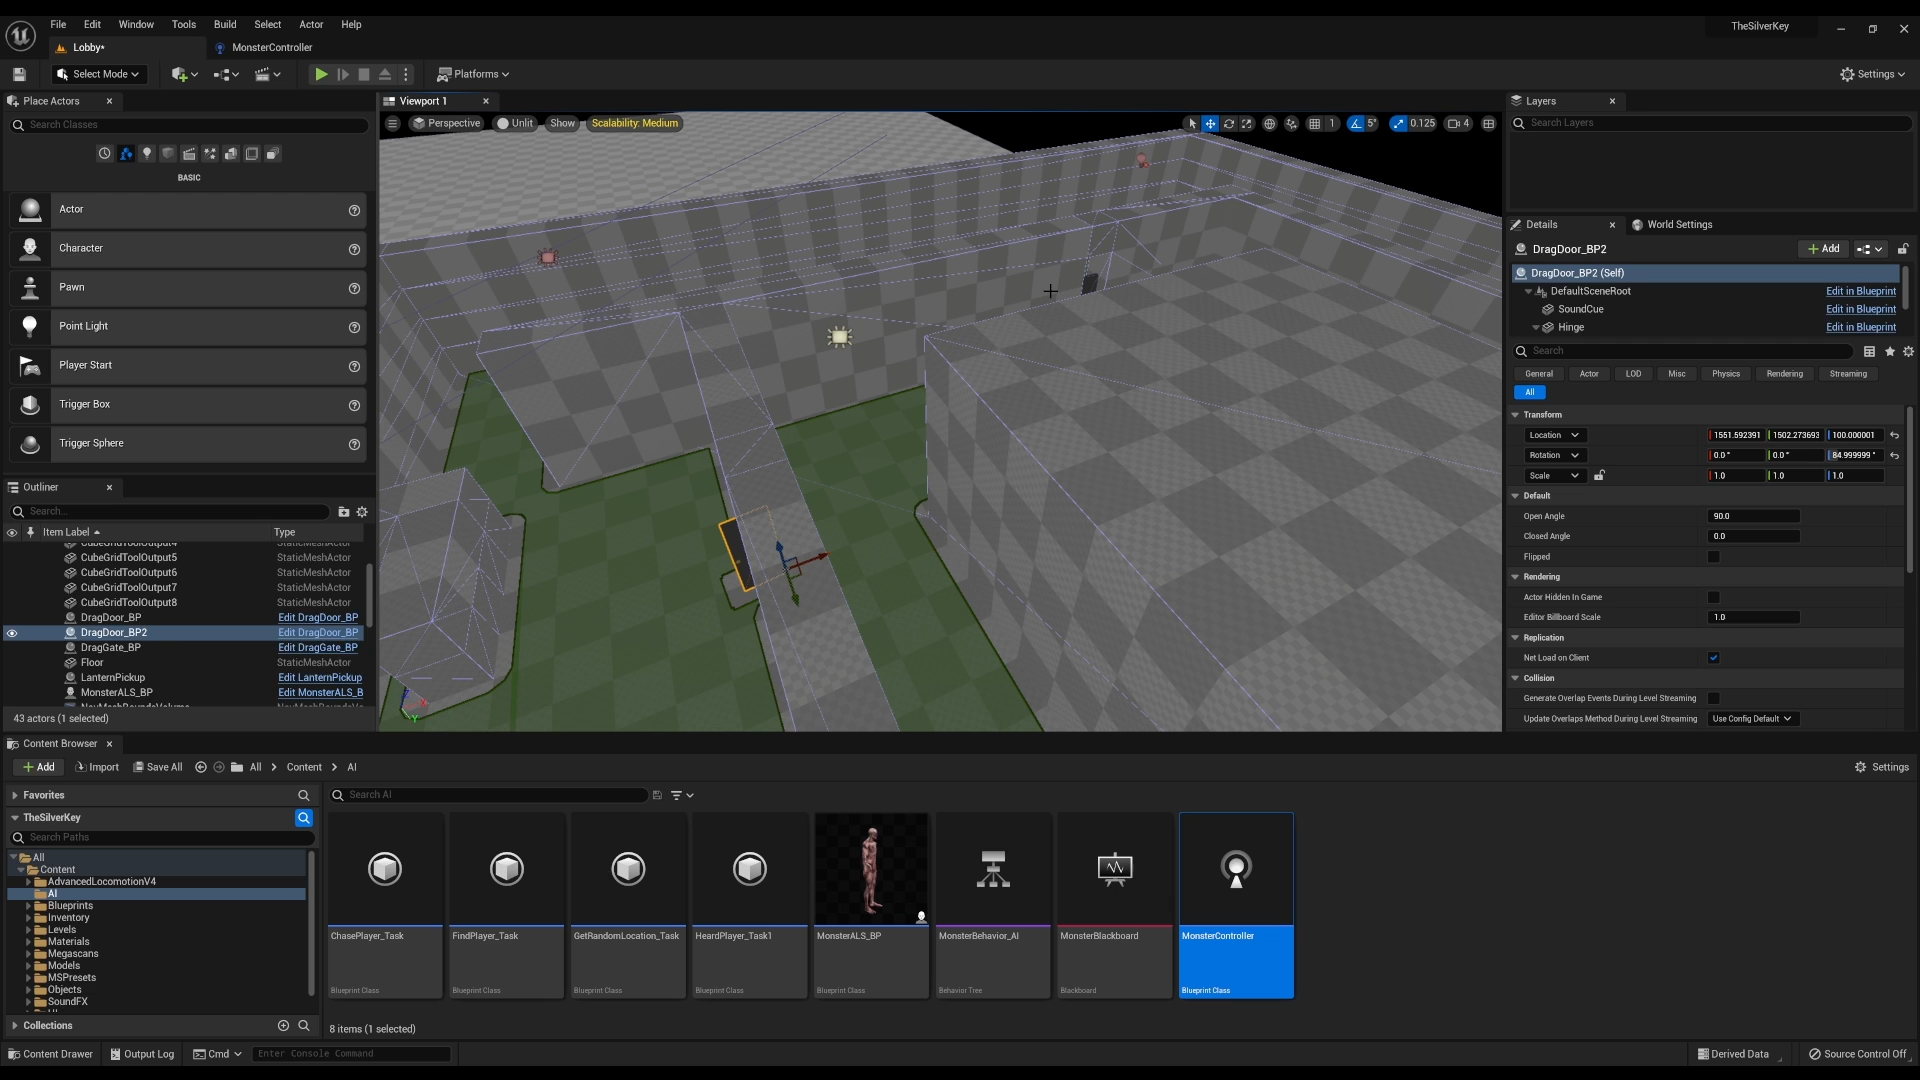 File Edit Window Tools Build Select Actor Help
TheSilverKey
Lobby*
MonsterController
Select Mode
Platforms
Settings
Place Actors
Search Classes
BASIC
Actor
Character
Pawn
Point Light
Player Start
Trigger Box
Trigger Sphere
Outliner
Search...
Item Label Type
CubeGridToolOutput4 StaticMeshActor
CubeGridToolOutput5 StaticMeshActor
CubeGridToolOutput6 StaticMeshActor
CubeGridToolOutput7 StaticMeshActor
CubeGridToolOutput8 StaticMeshActor
DragDoor_BP Edit DragDoor_BP
DragDoor_BP2 Edit DragDoor_BP
DragGate_BP Edit DragGate_BP
Floor StaticMeshActor
LanternPickup Edit LanternPickup
MonsterALS_BP Edit MonsterALS_B
43 actors (1 selected)
Viewport 1
Perspective Unlit Show Scalability: Medium
1 5° 0.125 4
X
Y
Layers
Search Layers
Details World Settings
DragDoor_BP2
Add
DragDoor_BP2 (Self)
DefaultSceneRoot Edit in Blueprint
SoundCue Edit in Blueprint
Hinge Edit in Blueprint
Search
General Actor LOD Misc Physics Rendering Streaming
All
Transform
Location 1551.592391 1502.273693 100.000001
Rotation 0.0° 0.0° 84.999999°
Scale 1.0 1.0 1.0
Default
Open Angle 90.0
Closed Angle 0.0
Flipped
Rendering
Actor Hidden In Game
Editor Billboard Scale 1.0
Replication
Net Load on Client
Collision
Generate Overlap Events During Level Streaming
Update Overlaps Method During Level Streaming Use Config Default
Content Browser
Add Import Save All All Content AI
Settings
Favorites
TheSilverKey
Search Paths
All
Content
AdvancedLocomotionV4
AI
Blueprints
Inventory
Levels
Materials
Megascans
Models
MSPresets
Objects
SoundFX
Collections
Search AI
ChasePlayer_Task
Blueprint Class
FindPlayer_Task
Blueprint Class
GetRandomLocation_Task
Blueprint Class
HeardPlayer_Task1
Blueprint Class
MonsterALS_BP
Blueprint Class
MonsterBehavior_AI
Behavior Tree
MonsterBlackboard
Blackboard
MonsterController
Blueprint Class
8 items (1 selected)
Content Drawer Output Log Cmd Enter Console Command
Derived Data Source Control Off